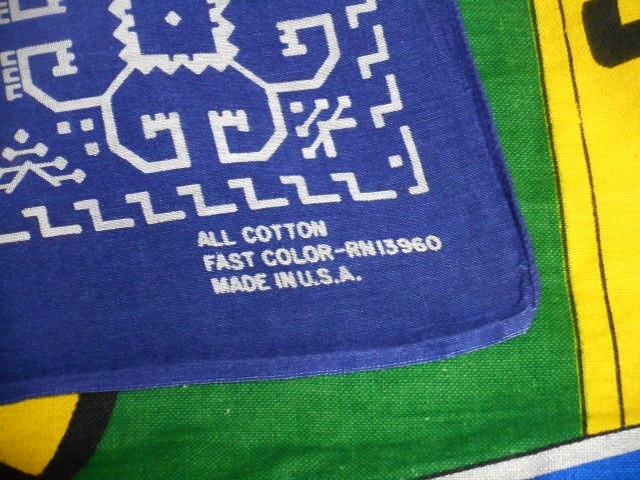 ALL COTTON
FAST COLOR-RN13960
MADE IN U.S.A.